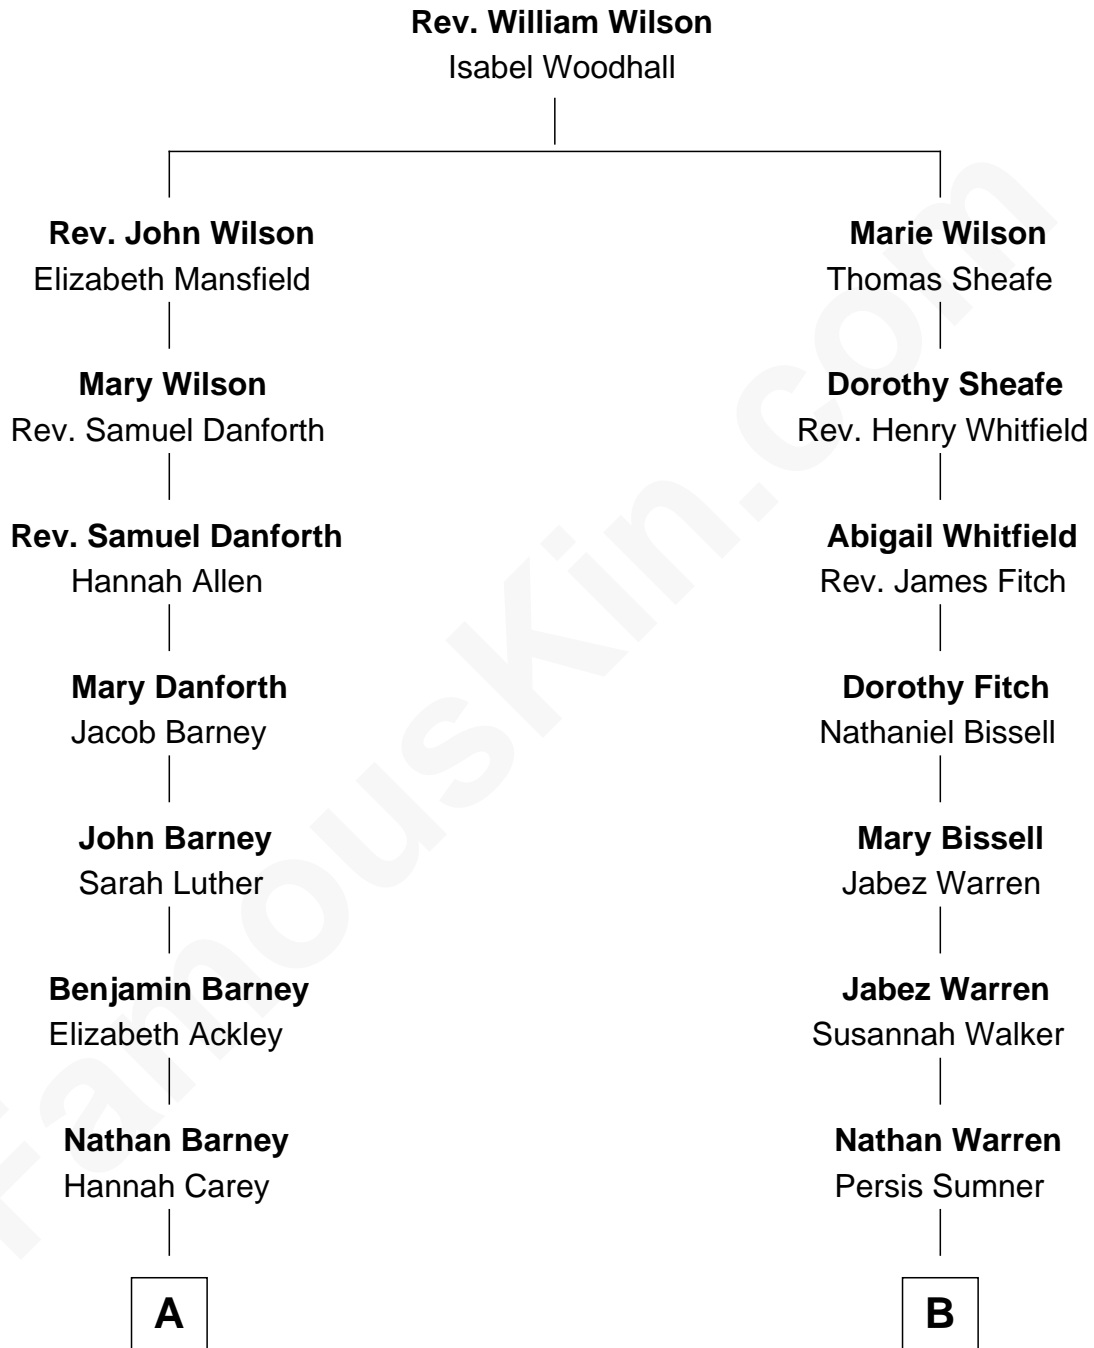 Rev. William Wilson
Isabel Woodhall
Rev. John Wilson
Elizabeth Mansfield
Marie Wilson
Thomas Sheafe
Mary Wilson
Rev. Samuel Danforth
Dorothy Sheafe
Rev. Henry Whitfield
Rev. Samuel Danforth
Hannah Allen
Abigail Whitfield
Rev. James Fitch
Mary Danforth
Jacob Barney
Dorothy Fitch
Nathaniel Bissell
John Barney
Sarah Luther
Mary Bissell
Jabez Warren
Benjamin Barney
Elizabeth Ackley
Jabez Warren
Susannah Walker
Nathan Barney
Hannah Carey
Nathan Warren
Persis Sumner
A
B
FamousKin.com